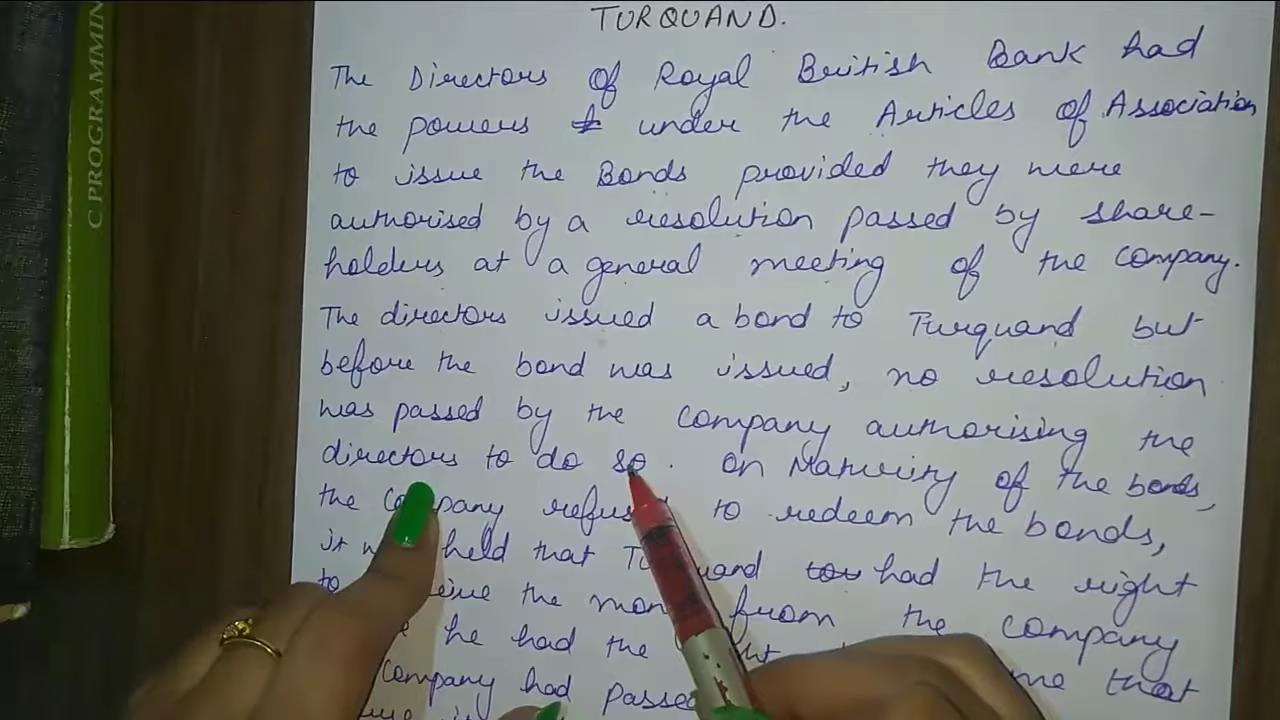 C PROGRAMMIN
TURQUAND.
The Directors of Royal British Bank had
the powers under the Articles of Association
to issue the Bonds provided they were
authorised by a resolution passed by share-
holders at a general meeting of the company.
The directors issued a bond to Turquand but
before the bond was issued, no resolution
was passed by the company authorising the
directors to do so. On Maturity of the bonds,
the company refused to redeem the bonds,
it held that Turquand had the right
to the from the company
he had the
company had passed that